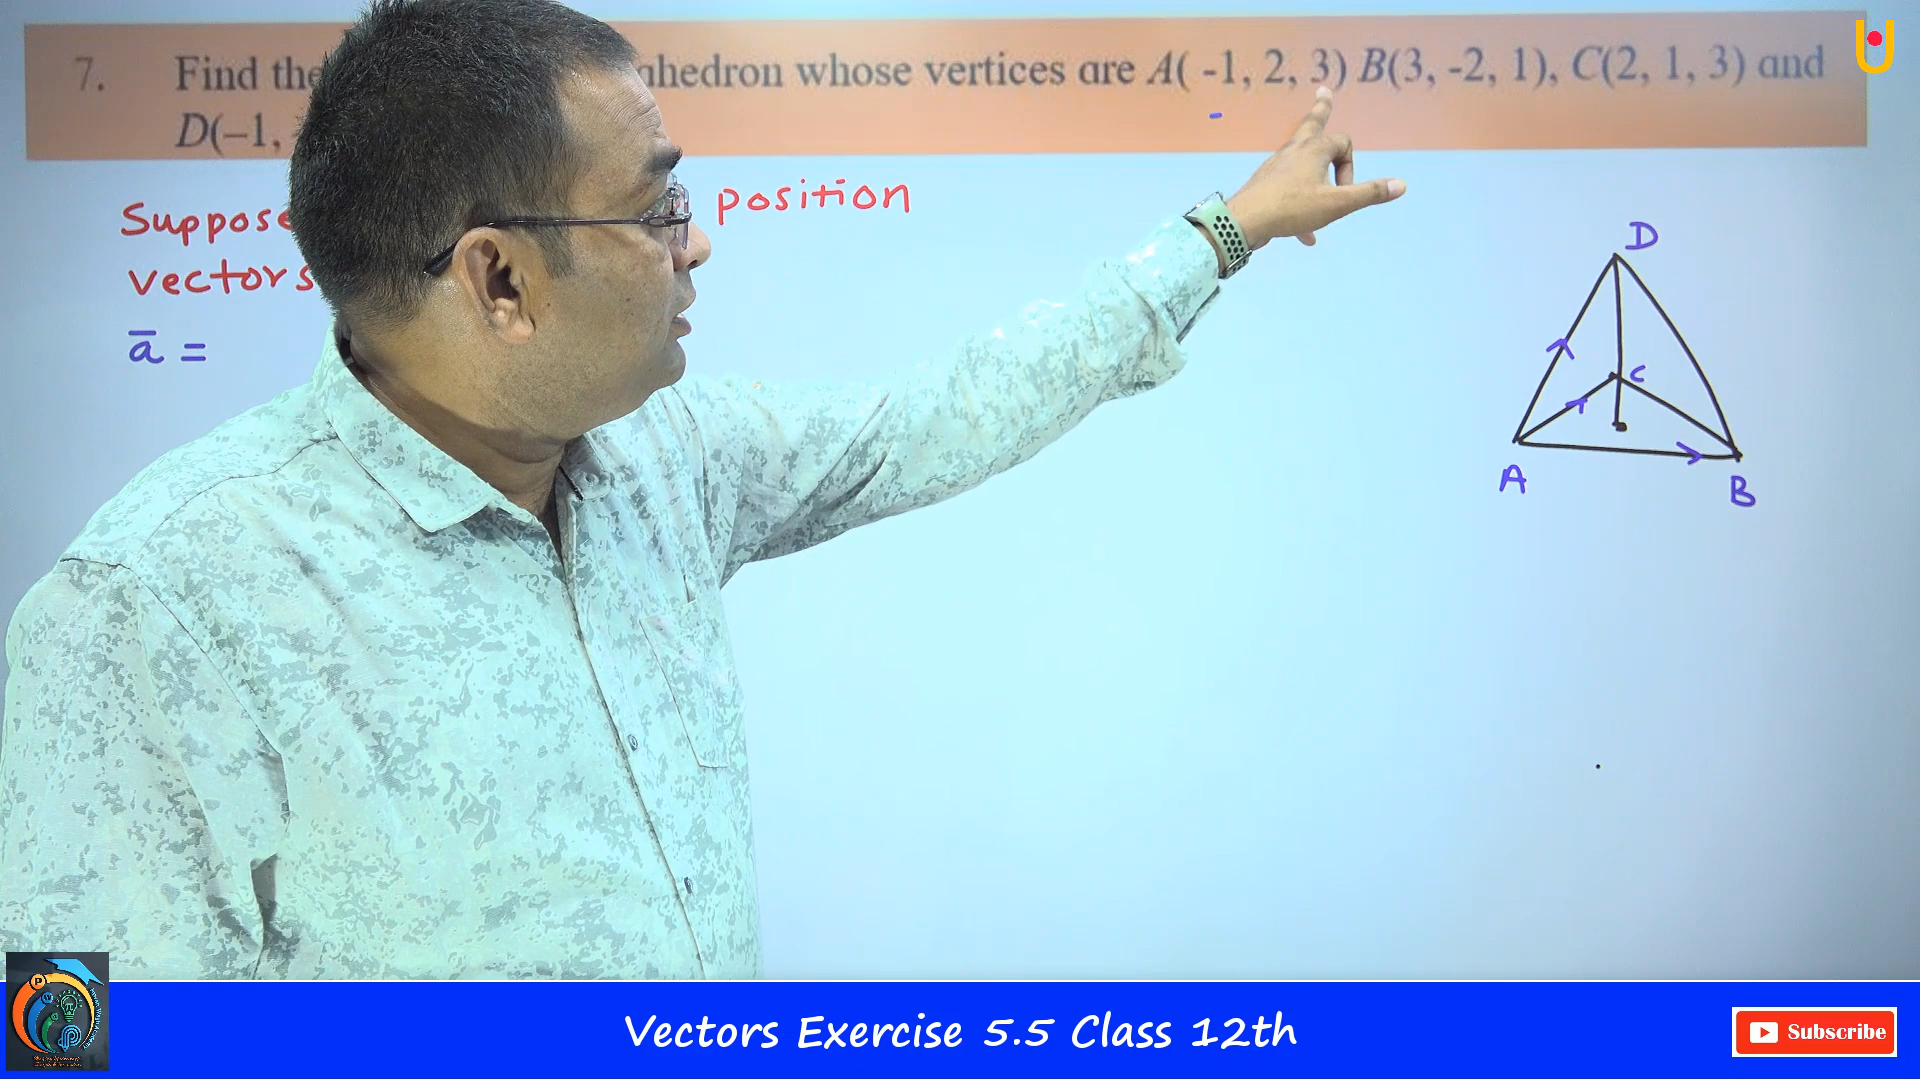 7. Find the ahedron whose vertices are A( -1, 2, 3) B(3, -2, 1), C(2, 1, 3) and
D(–1,
Suppose position
vectors
a̅ =
D
C
A
B
Vectors Exercise 5.5 Class 12th
Subscribe